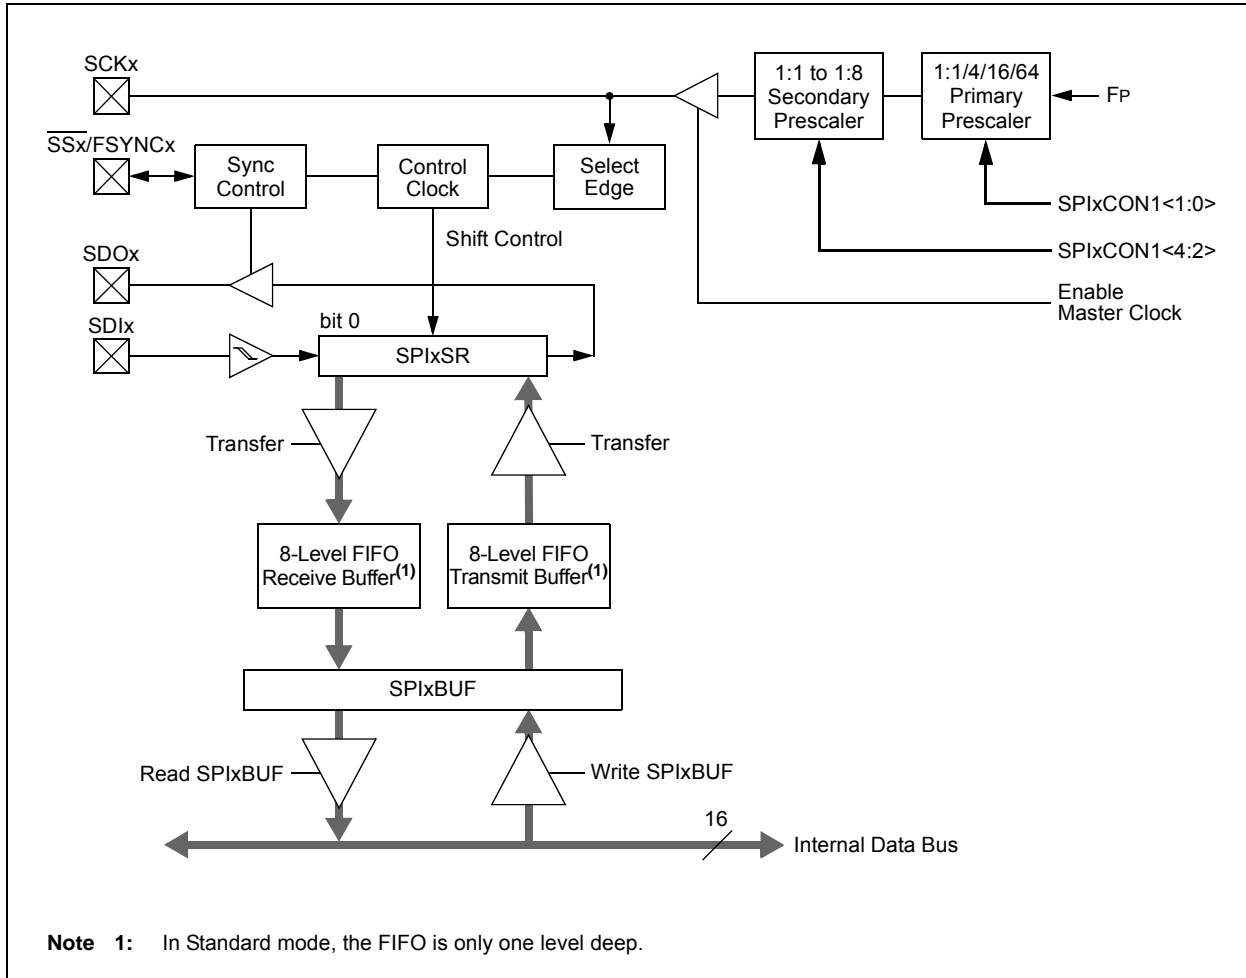 SCKx
1:1 to 1:8
Secondary
Prescaler
1:1/4/16/64
Primary
Prescaler
FP
SSx/FSYNCx
Sync
Control
Control
Clock
Select
Edge
SPIxCON1<1:0>
Shift Control
SPIxCON1<4:2>
SDOx
Enable
Master Clock
SDIx
bit 0
SPIxSR
Transfer
Transfer
8-Level FIFO
Receive Buffer(1)
8-Level FIFO
Transmit Buffer(1)
SPIxBUF
Read SPIxBUF
Write SPIxBUF
16
Internal Data Bus
Note 1: In Standard mode, the FIFO is only one level deep.